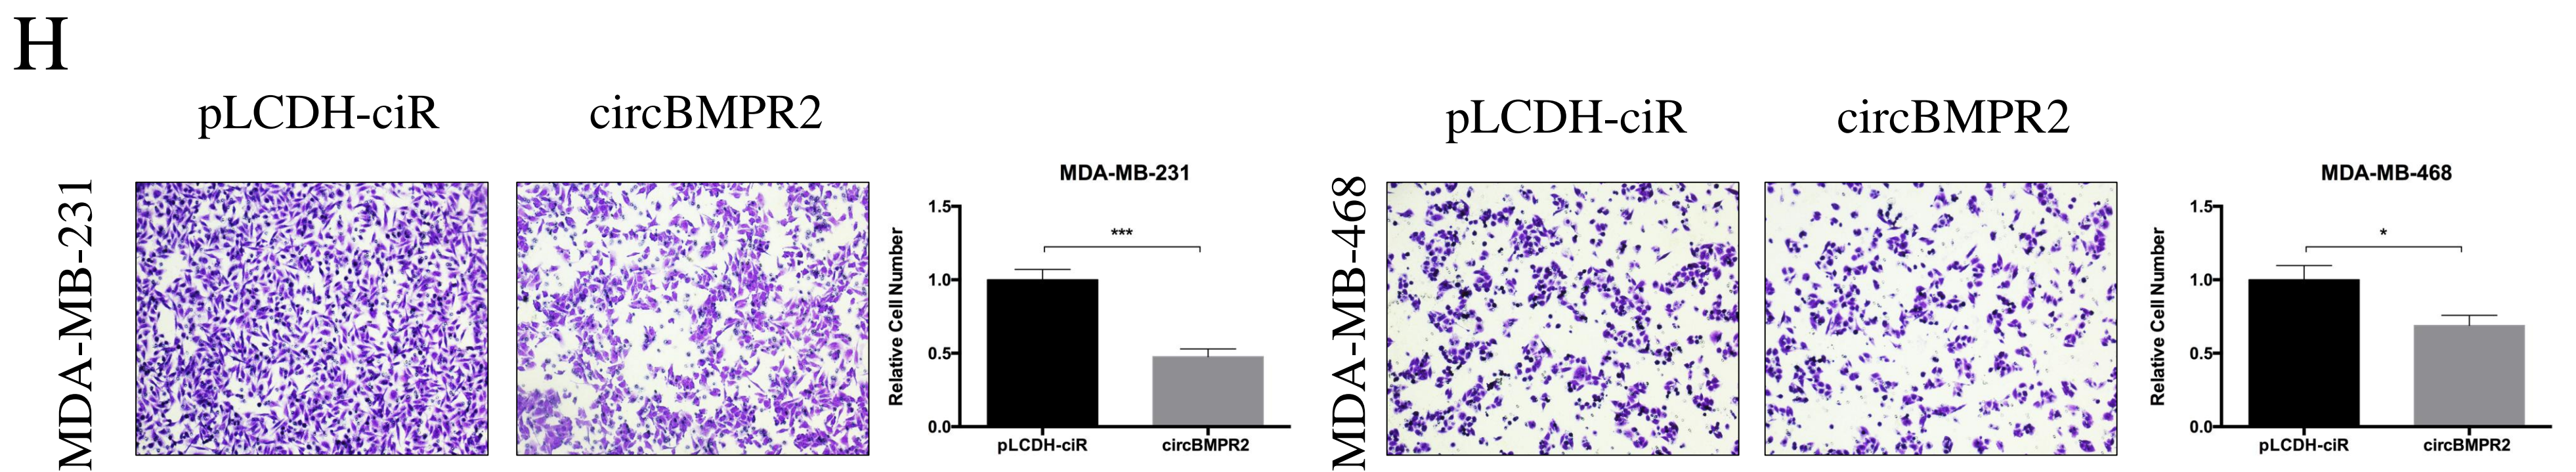 H
pLCDH-ciR
circBMPR2
MDA-MB-231
MDA-MB-231
Relative Cell Number
1.5
1.0
0.5
0.0
***
pLCDH-ciR
circBMPR2
pLCDH-ciR
circBMPR2
MDA-MB-468
MDA-MB-468
Relative Cell Number
1.5
1.0
0.5
0.0
*
pLCDH-ciR
circBMPR2